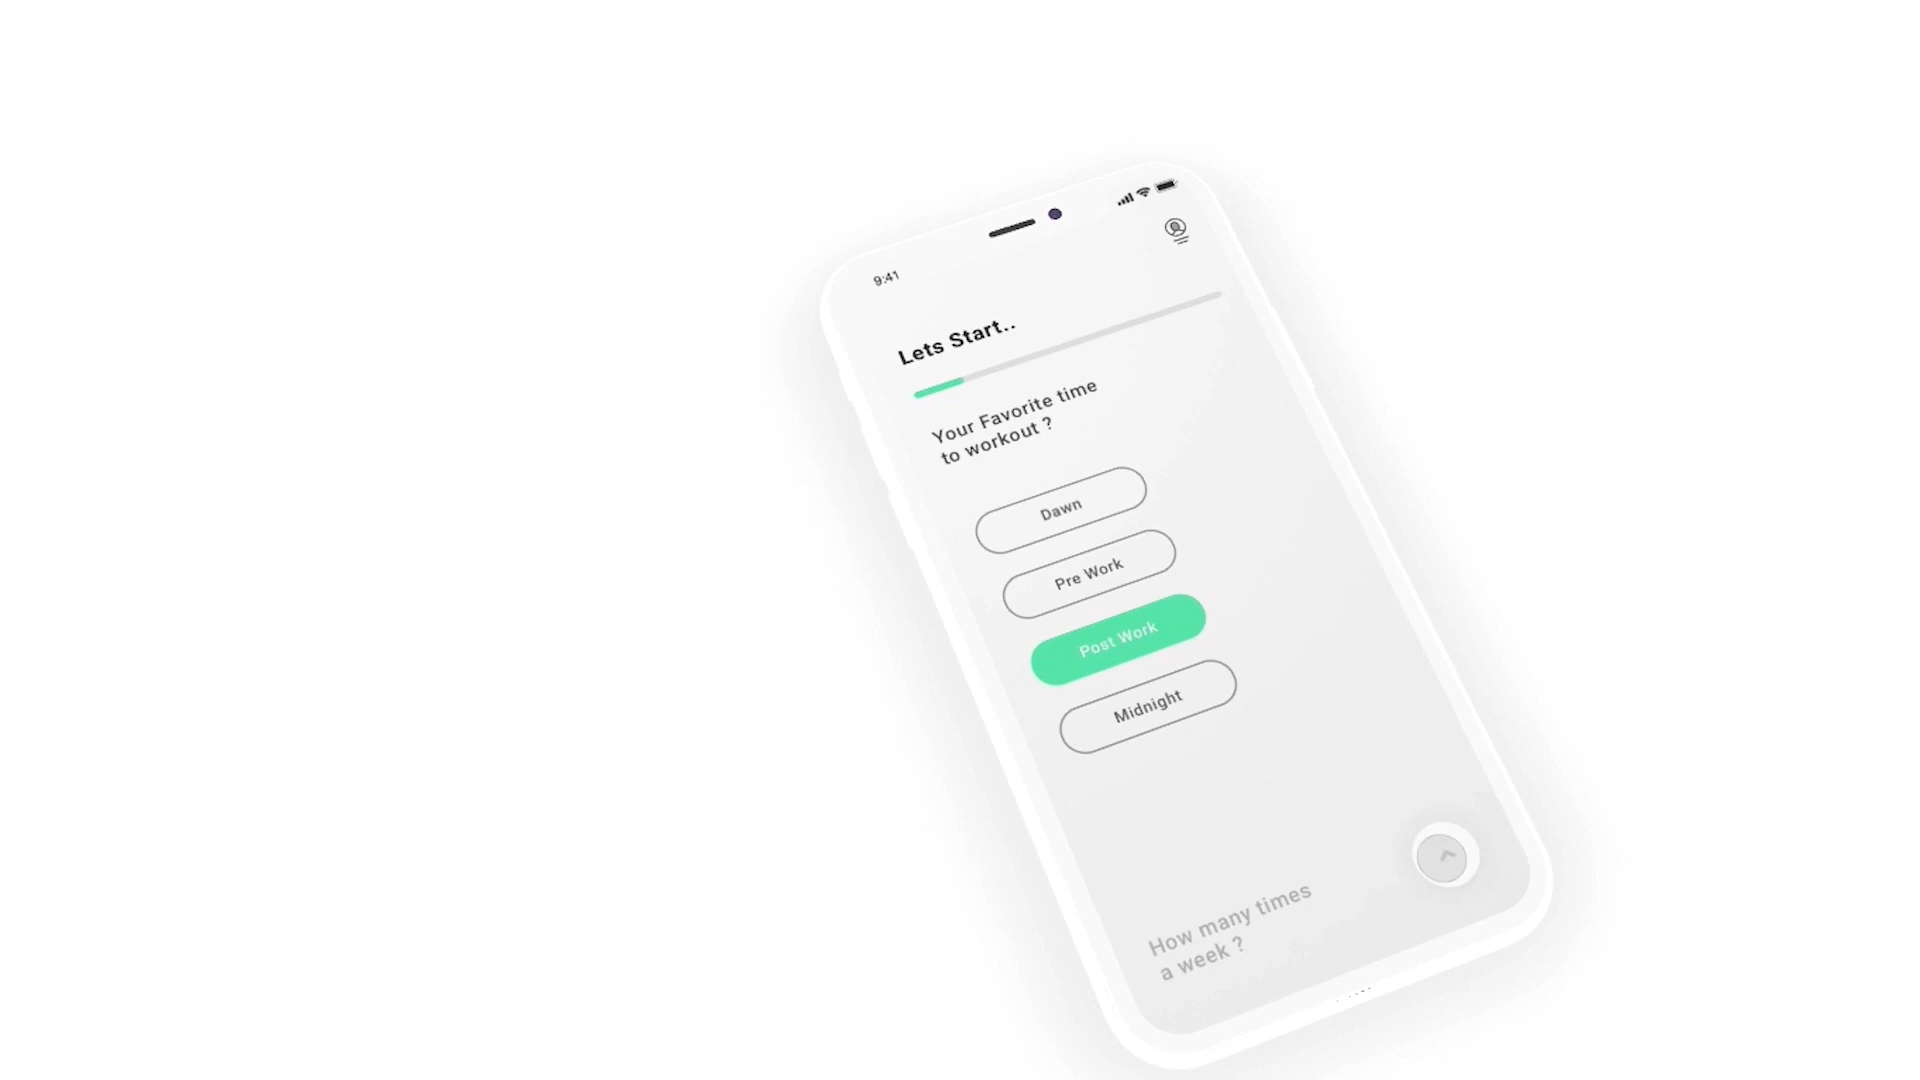 9:41
Lets Start..
Your Favorite time
to workout ?
Dawn
Pre Work
Post Work
Midnight
How many times
a week ?